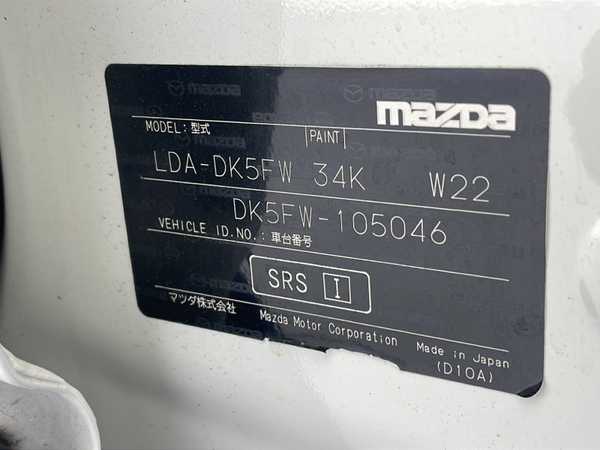 mazda
mazda
MODEL:型式 PAINT
LDA-DK5FW 34K W22
DK5FW-105046
VEHICLE ID.NO.:車台番号
SRS I
マツダ株式会社 Mazda Motor Corporation Made in Japan
(D10A)